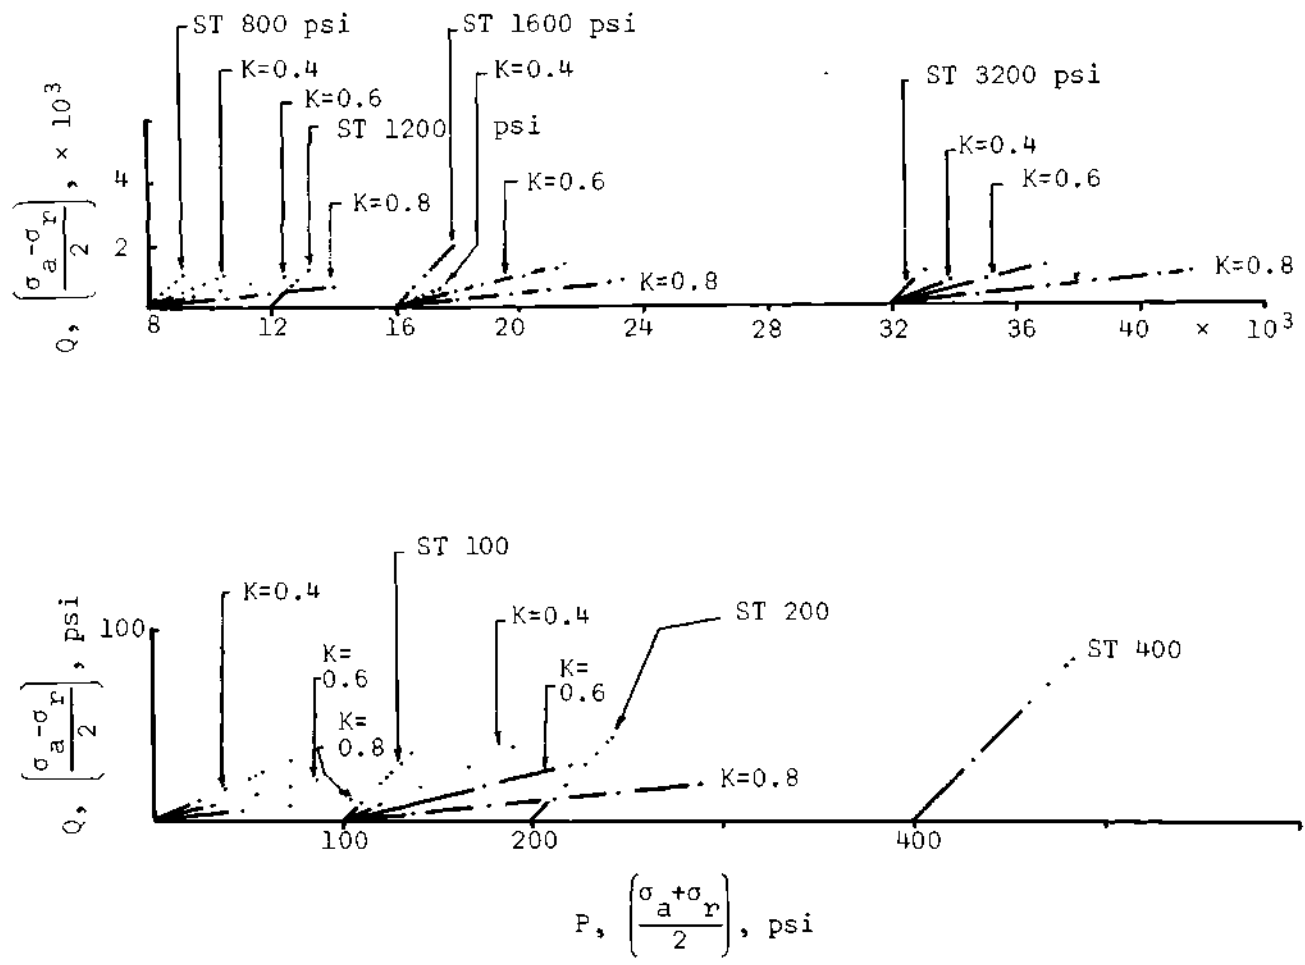 ST 800 psi
ST 1600 psi
K=0.4
K=0.4
ST 3200 psi
K=0.6
ST 1200 psi
K=0.4
K=0.6
K=0.6
K=0.8
K=0.8
K=0.8
Q, (σa-σr/2), × 10³
4
2
8 12 16 20 24 28 32 36 40 × 10³
ST 100
K=0.4
K=0.4
ST 200
ST 400
K=
0.6
K=
0.6
K=
0.8
K=0.8
Q, (σa-σr/2), psi
100
100 200 400
P, (σa+σr/2), psi